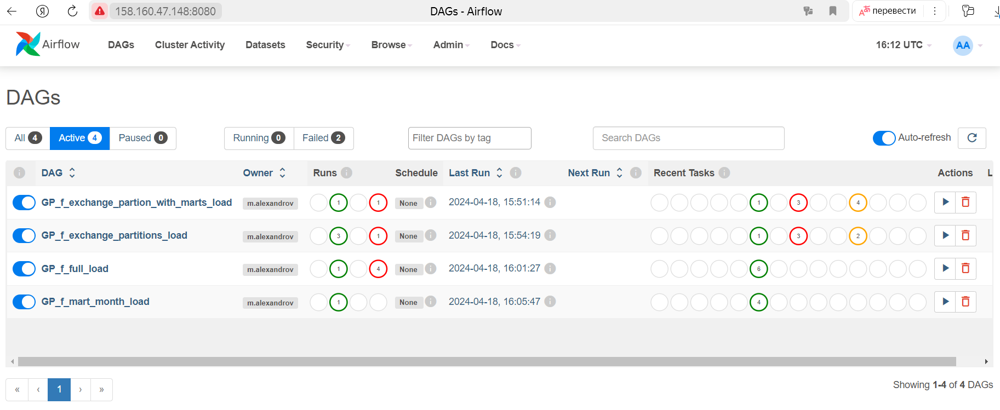 Я 158.160.47.148:8080 DAGs - Airflow перевести
Airflow DAGs Cluster Activity Datasets Security Browse Admin Docs 16:12 UTC AA
DAGs
All 4 Active 4 Paused 0 Running 0 Failed 2 Filter DAGs by tag Search DAGs Auto-refresh
DAG Owner Runs Schedule Last Run Next Run Recent Tasks Actions L
GP_f_exchange_partion_with_marts_load m.alexandrov 1 1 None 2024-04-18, 15:51:14 1 3 4
GP_f_exchange_partitions_load m.alexandrov 3 1 None 2024-04-18, 15:54:19 1 3 2
GP_f_full_load m.alexandrov 1 4 None 2024-04-18, 16:01:27 6
GP_f_mart_month_load m.alexandrov 1 None 2024-04-18, 16:05:47 4
« ‹ 1 › »
Showing 1-4 of 4 DAGs